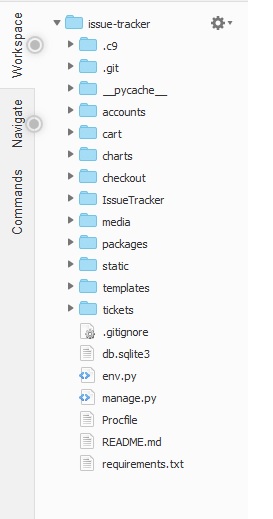 Workspace
Navigate
Commands
issue-tracker
.c9
.git
__pycache__
accounts
cart
charts
checkout
IssueTracker
media
packages
static
templates
tickets
.gitignore
db.sqlite3
env.py
manage.py
Procfile
README.md
requirements.txt